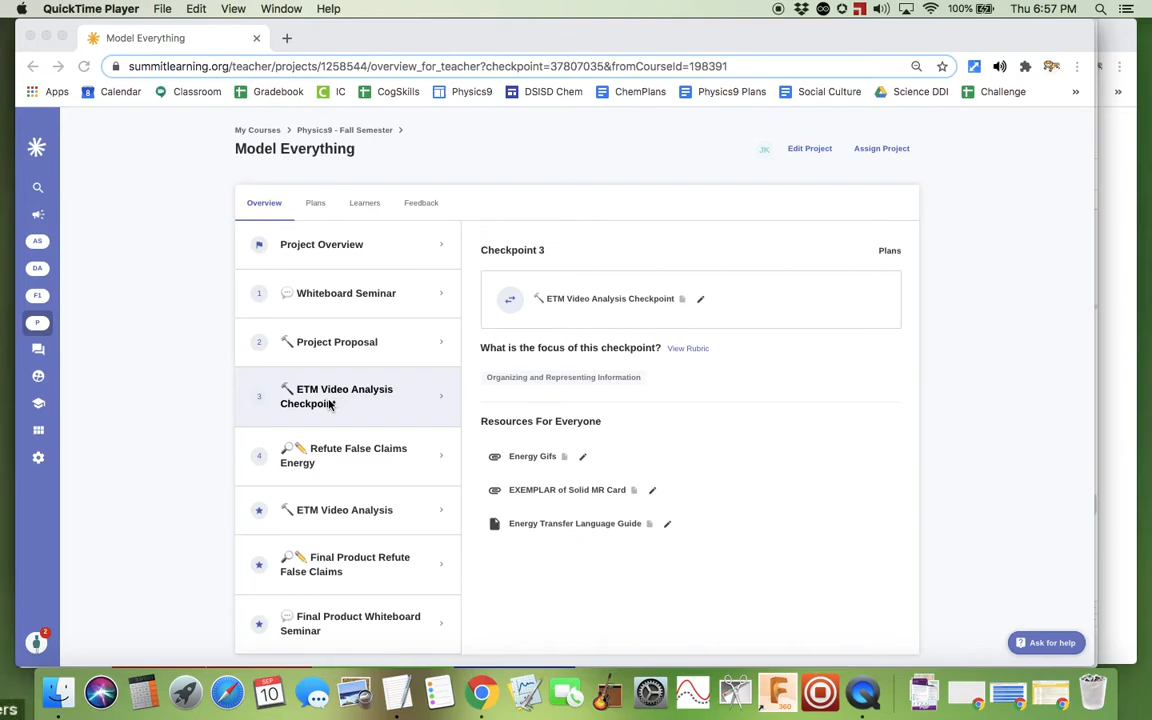 QuickTime Player File Edit View Window Help 100% Thu 6:57 PM
Model Everything
summitlearning.org/teacher/projects/1258544/overview_for_teacher?checkpoint=37807035&fromCourseId=198391
Apps Calendar Classroom Gradebook IC CogSkills Physics9 DSISD Chem ChemPlans Physics9 Plans Social Culture Science DDI Challenge » »
My Courses > Physics9 - Fall Semester >
Model Everything
JK Edit Project Assign Project
Overview Plans Learners Feedback
AS
DA
F1
P
2
Project Overview
1 Whiteboard Seminar
2 Project Proposal
3 ETM Video Analysis
Checkpoint
4 Refute False Claims
Energy
ETM Video Analysis
Final Product Refute
False Claims
Final Product Whiteboard
Seminar
Checkpoint 3 Plans
ETM Video Analysis Checkpoint
What is the focus of this checkpoint? View Rubric
Organizing and Representing Information
Resources For Everyone
Energy Gifs
EXEMPLAR of Solid MR Card
Energy Transfer Language Guide
Ask for help
SEP
10
F
360
ers